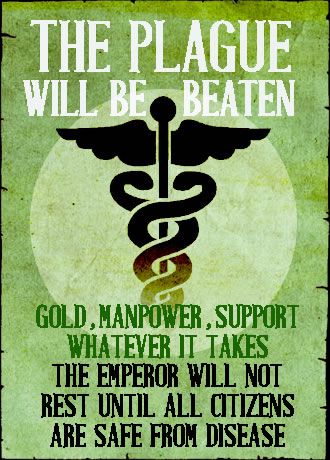 THE PLAGUE
WILL BE BEATEN
GOLD, MANPOWER, SUPPORT
WHATEVER IT TAKES
THE EMPEROR WILL NOT
REST UNTIL ALL CITIZENS
ARE SAFE FROM DISEASE